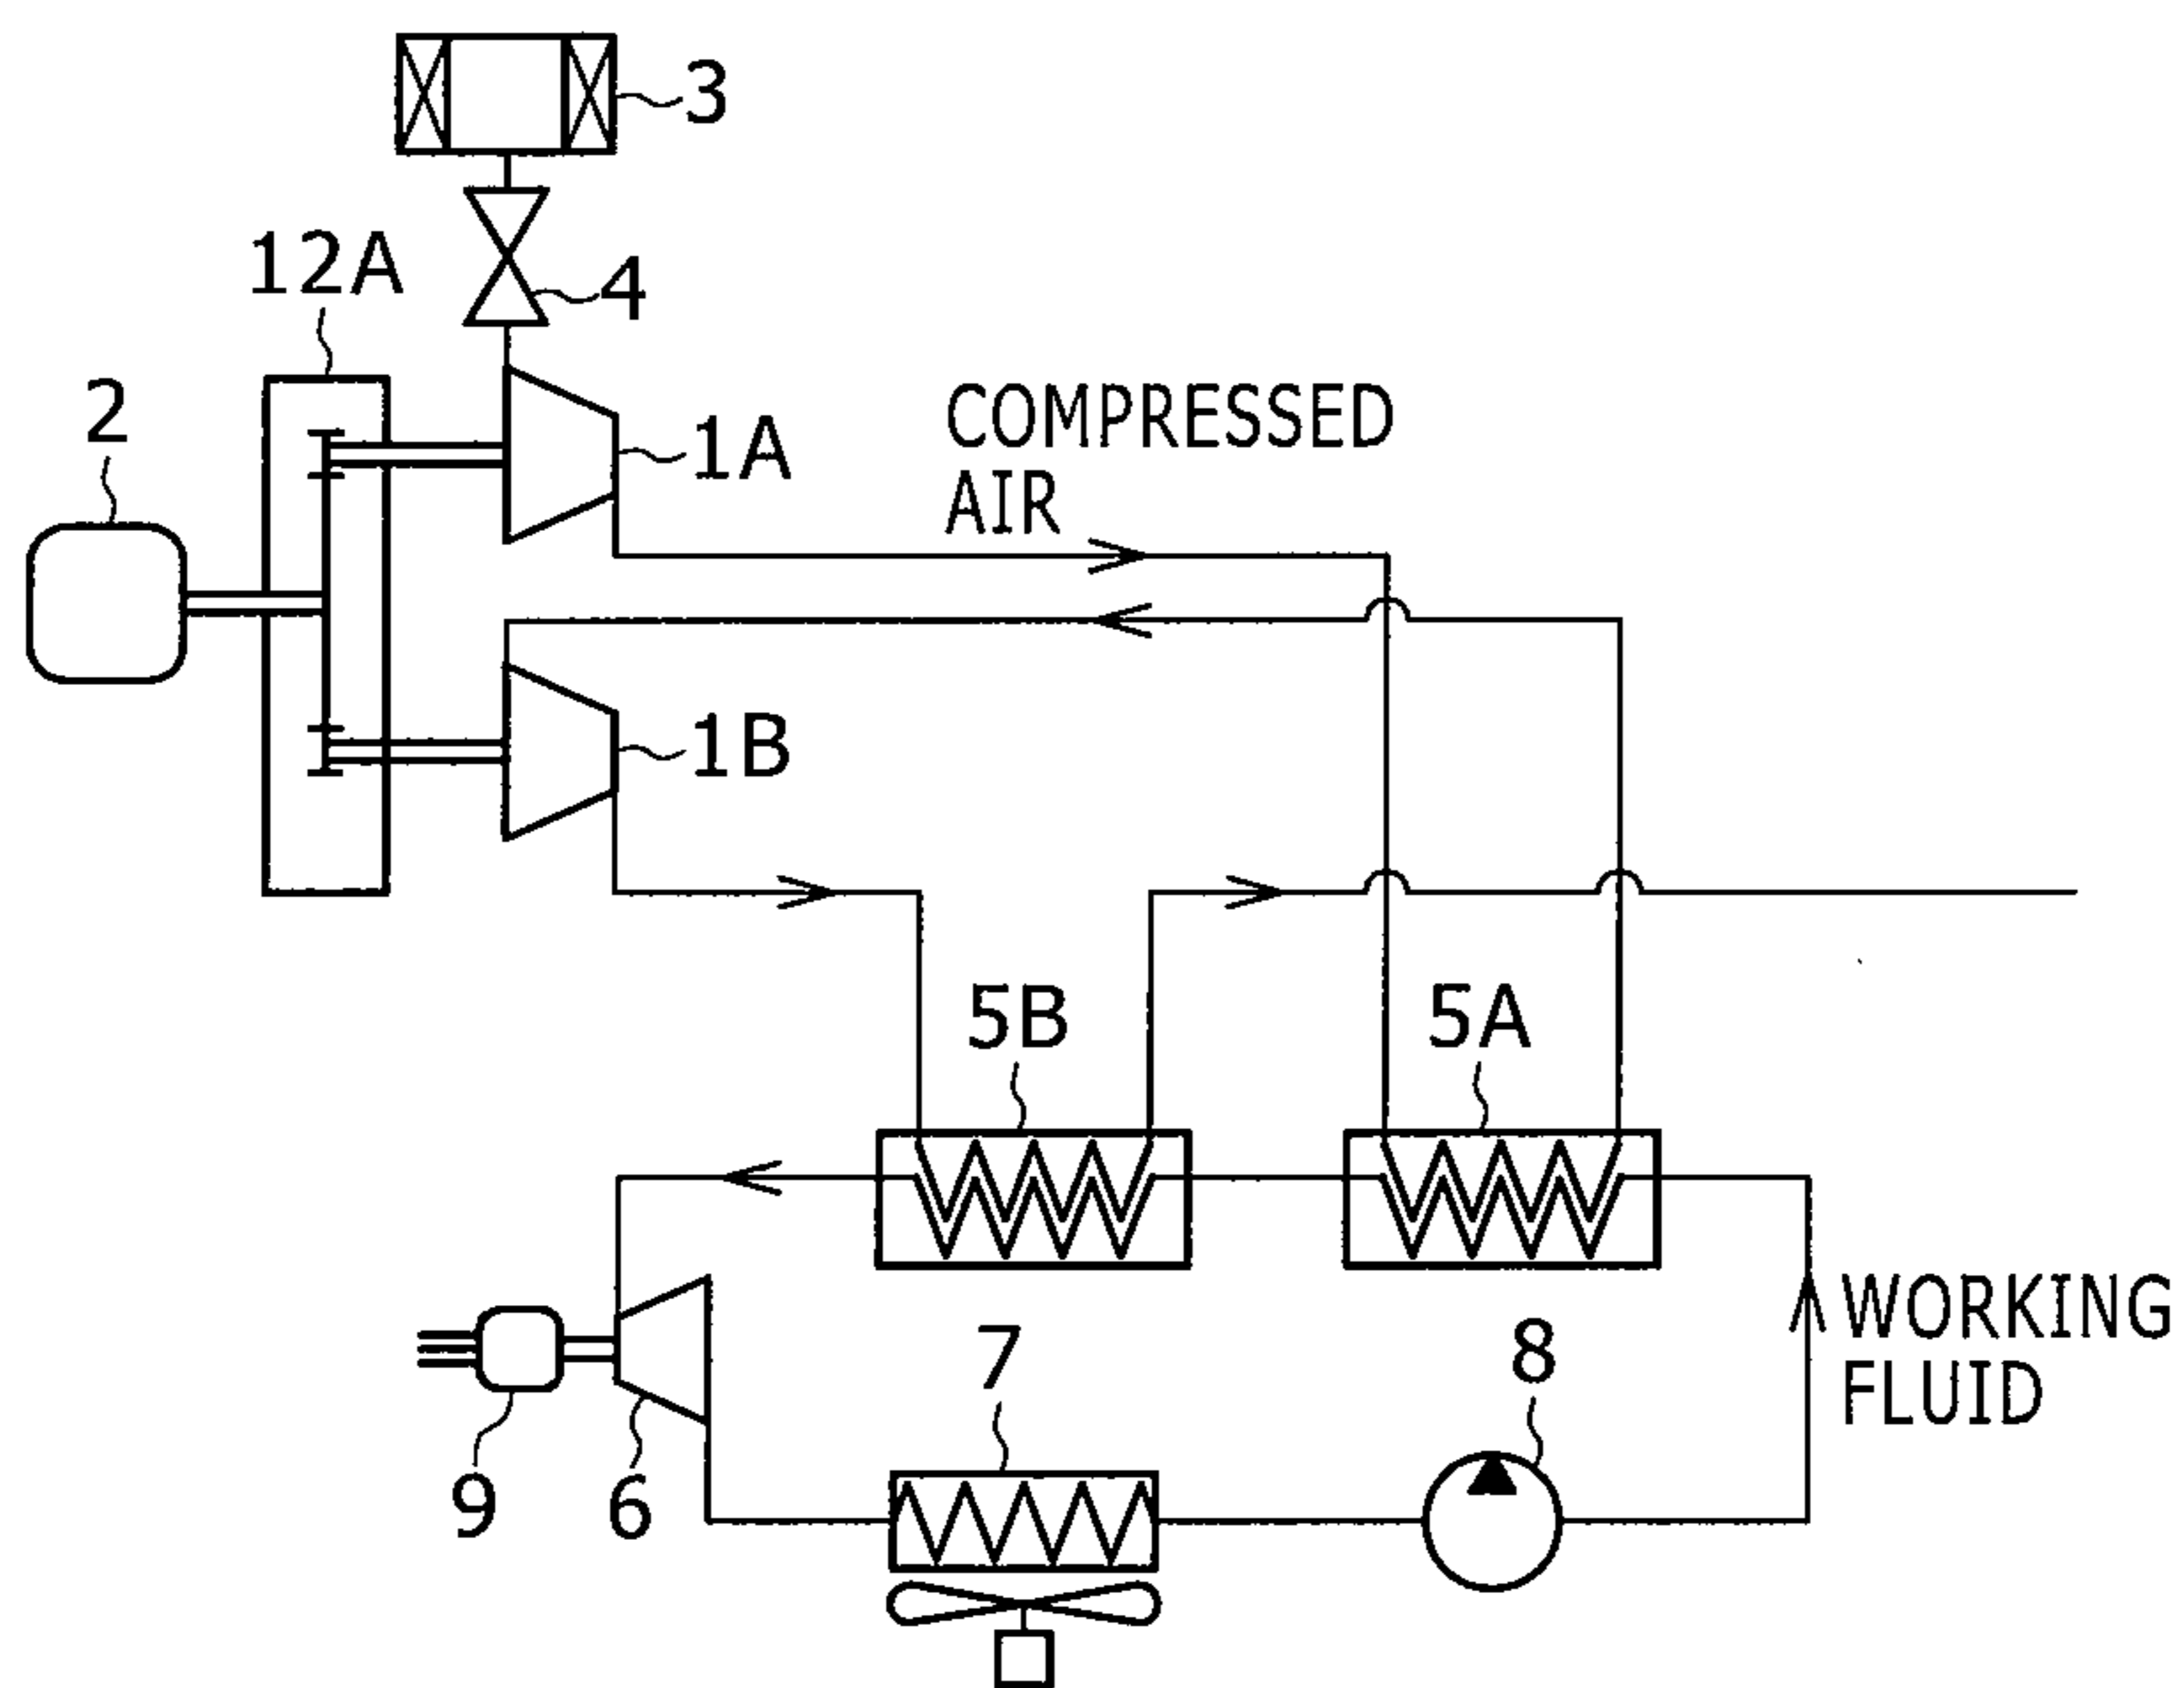 3
4
12A
2
1A
COMPRESSED
AIR
1B
5B
5A
WORKING
FLUID
7
8
9
6